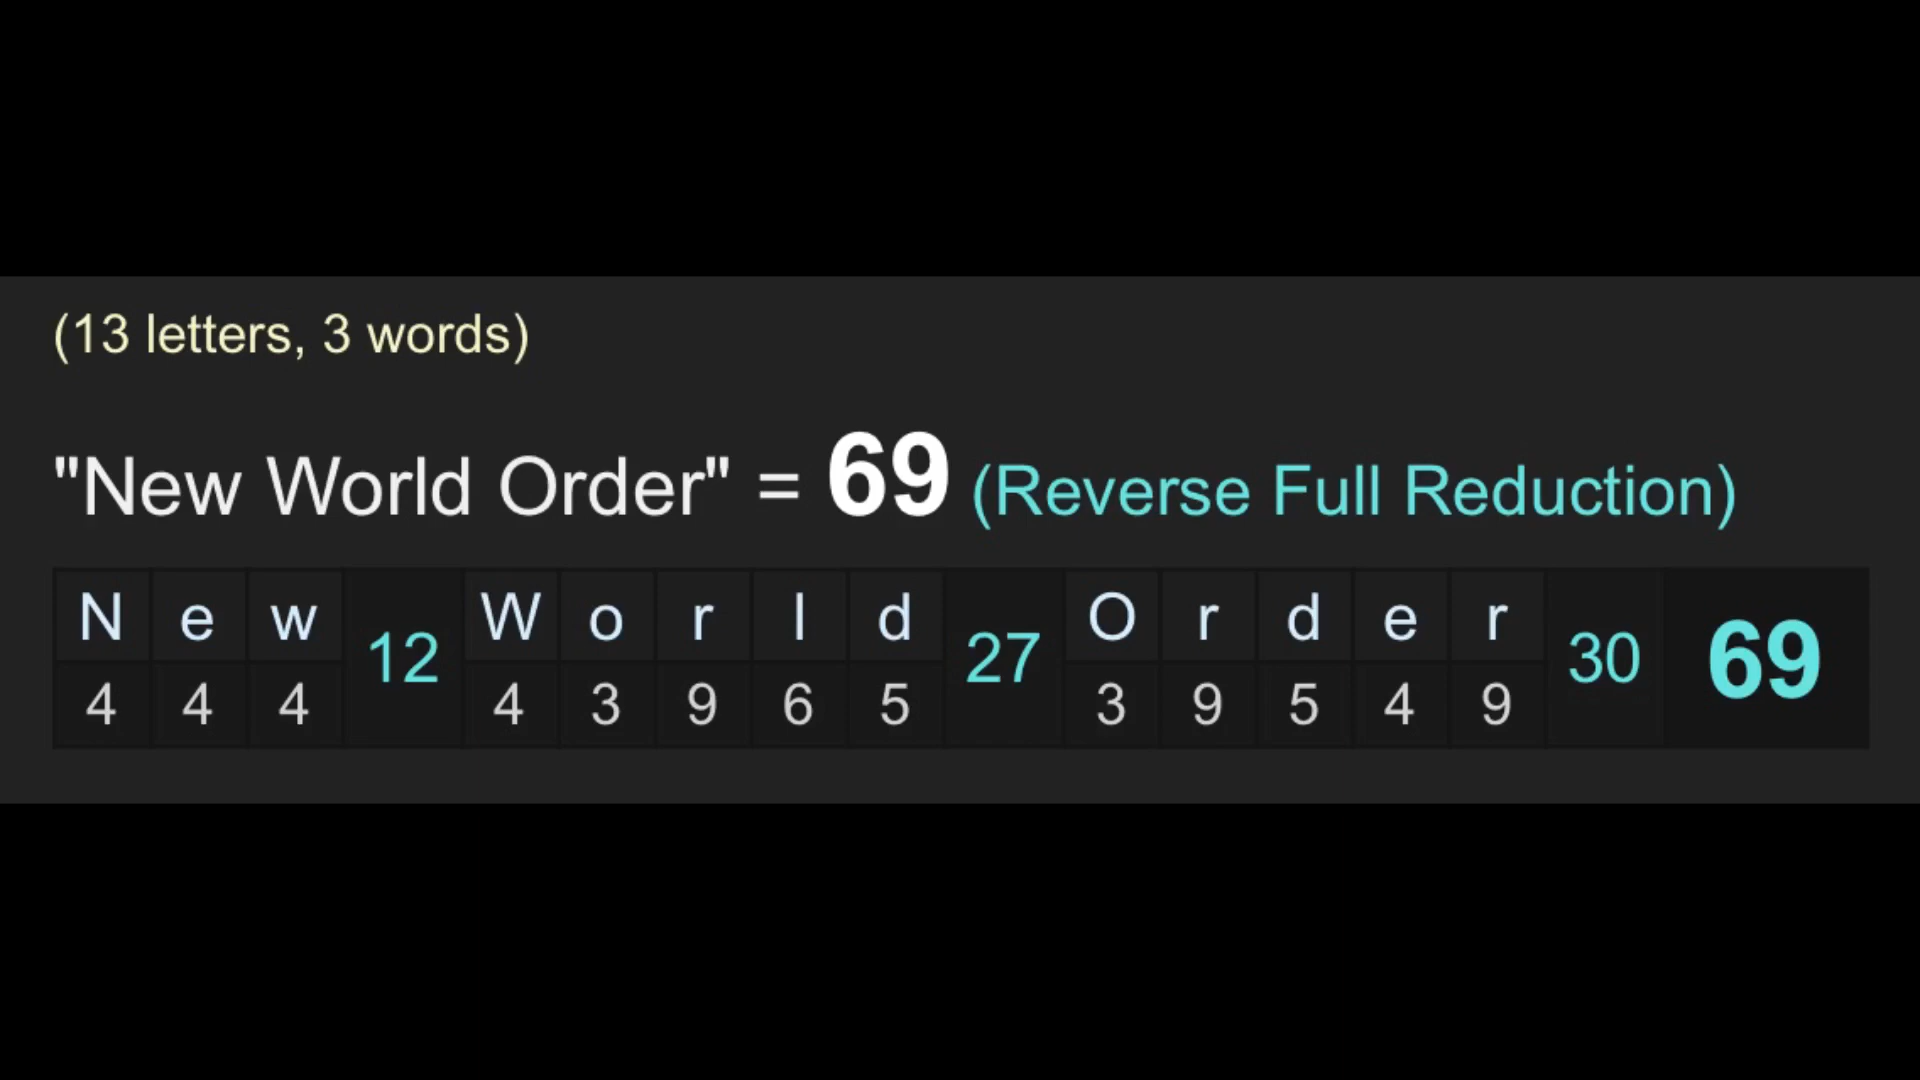 (13 letters, 3 words)
"New World Order" = 69 (Reverse Full Reduction)
N e w 12 W o r l d 27 O r d e r 30 69
4 4 4 4 3 9 6 5 3 9 5 4 9